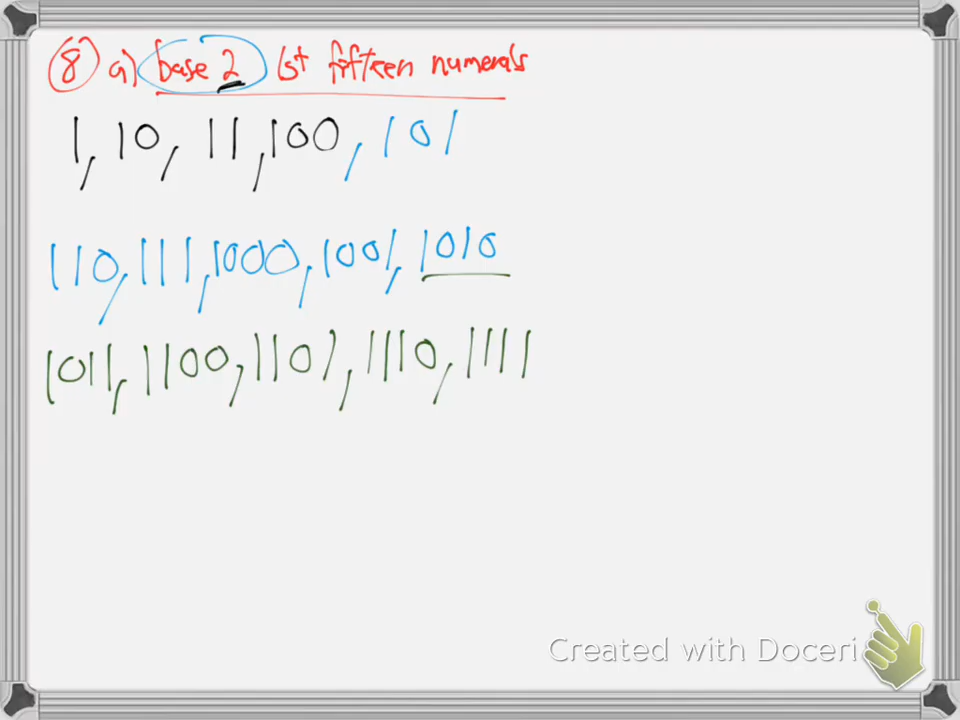 8 a) base 2 1st fifteen numerals
1, 10, 11, 100, 101
110, 111, 1000, 1001, 1010
1011, 1100, 1101, 1110, 1111
Created with Doceri